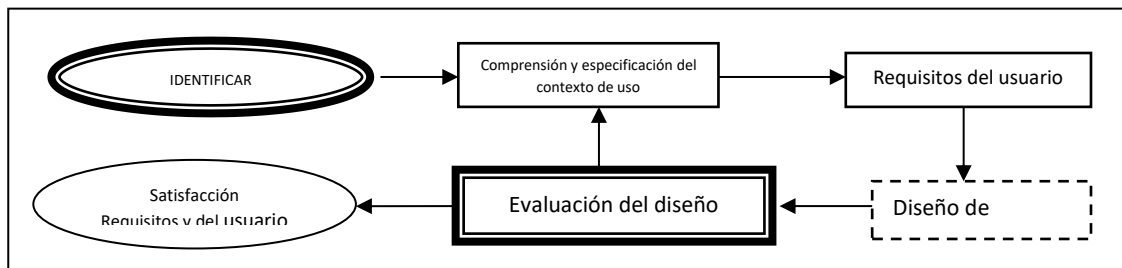 IDENTIFICAR
Comprensión y especificación del
contexto de uso
Requisitos del usuario
Satisfacción
Requisitos y del usuario
Evaluación del diseño
Diseño de